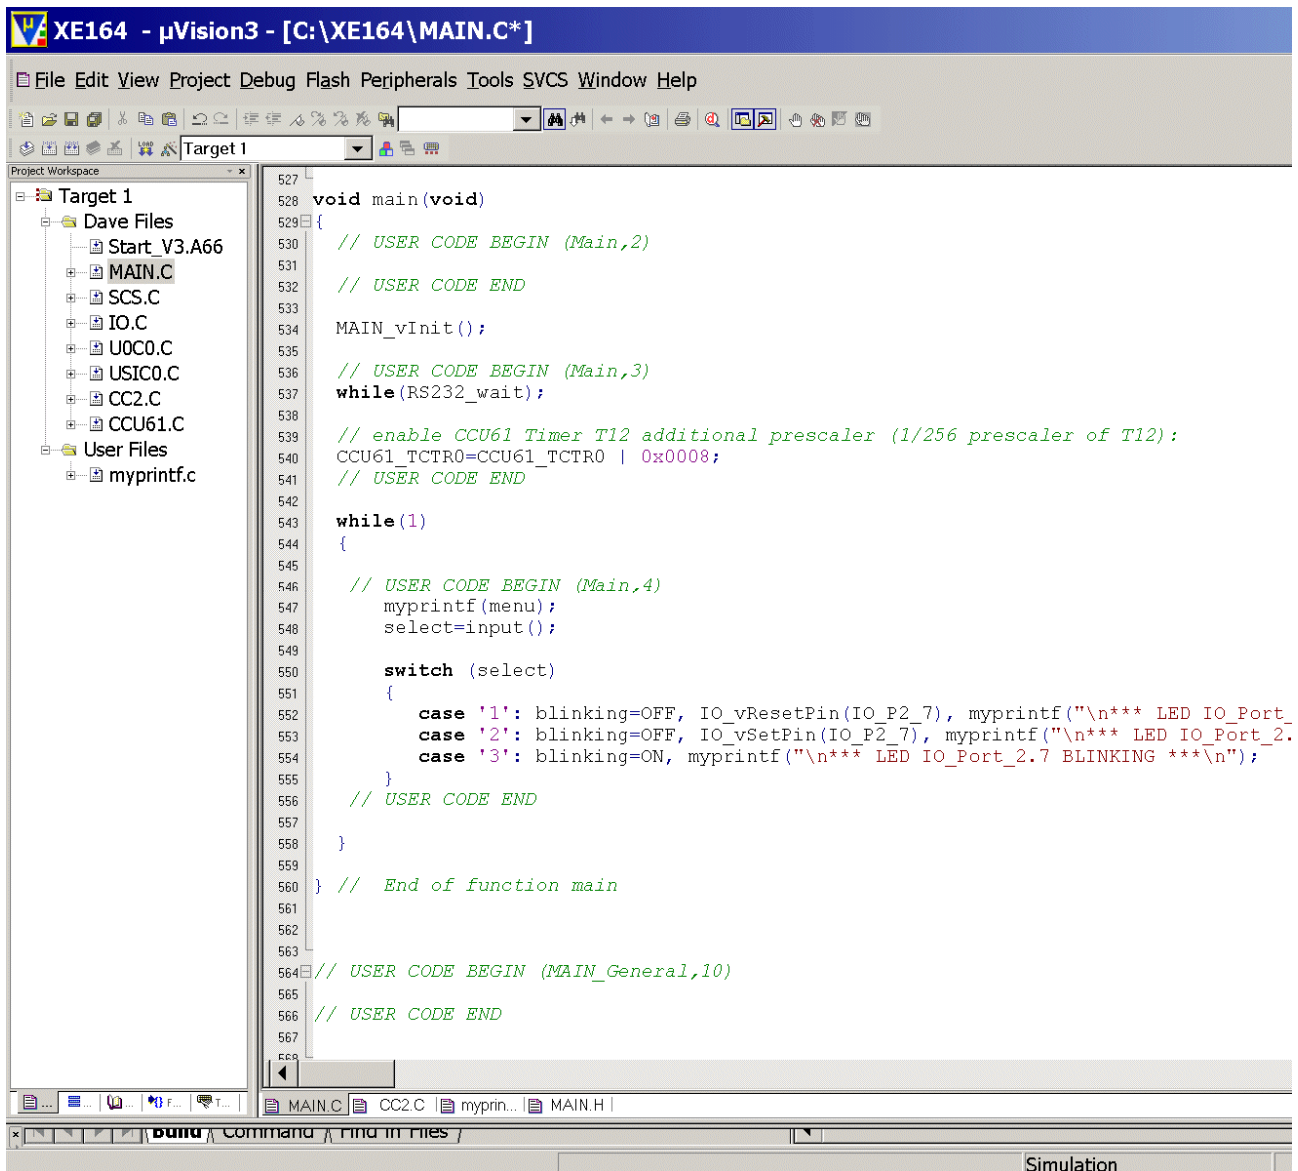 XE164 - µVision3 - [C:\XE164\MAIN.C*]
File Edit View Project Debug Flash Peripherals Tools SVCS Window Help
Target 1
Project Workspace
Target 1
Dave Files
Start_V3.A66
MAIN.C
SCS.C
IO.C
U0C0.C
USIC0.C
CC2.C
CCU61.C
User Files
myprintf.c
527
528 void main(void)
529 {
530 // USER CODE BEGIN (Main,2)
531
532 // USER CODE END
533
534 MAIN_vInit();
535
536 // USER CODE BEGIN (Main,3)
537 while(RS232_wait);
538
539 // enable CCU61 Timer T12 additional prescaler (1/256 prescaler of T12):
540 CCU61_TCTR0=CCU61_TCTR0 | 0x0008;
541 // USER CODE END
542
543 while(1)
544 {
545
546 // USER CODE BEGIN (Main,4)
547 myprintf(menu);
548 select=input();
549
550 switch (select)
551 {
552 case '1': blinking=OFF, IO_vResetPin(IO_P2_7), myprintf("\n*** LED IO_Port_
553 case '2': blinking=OFF, IO_vSetPin(IO_P2_7), myprintf("\n*** LED IO_Port_2.
554 case '3': blinking=ON, myprintf("\n*** LED IO_Port_2.7 BLINKING ***\n");
555 }
556 // USER CODE END
557
558 }
559
560 } // End of function main
561
562
563
564 // USER CODE BEGIN (MAIN_General,10)
565
566 // USER CODE END
567
568
... ... ... F... T...
MAIN.C CC2.C myprin... MAIN.H
Build Command Find in Files
Simulation